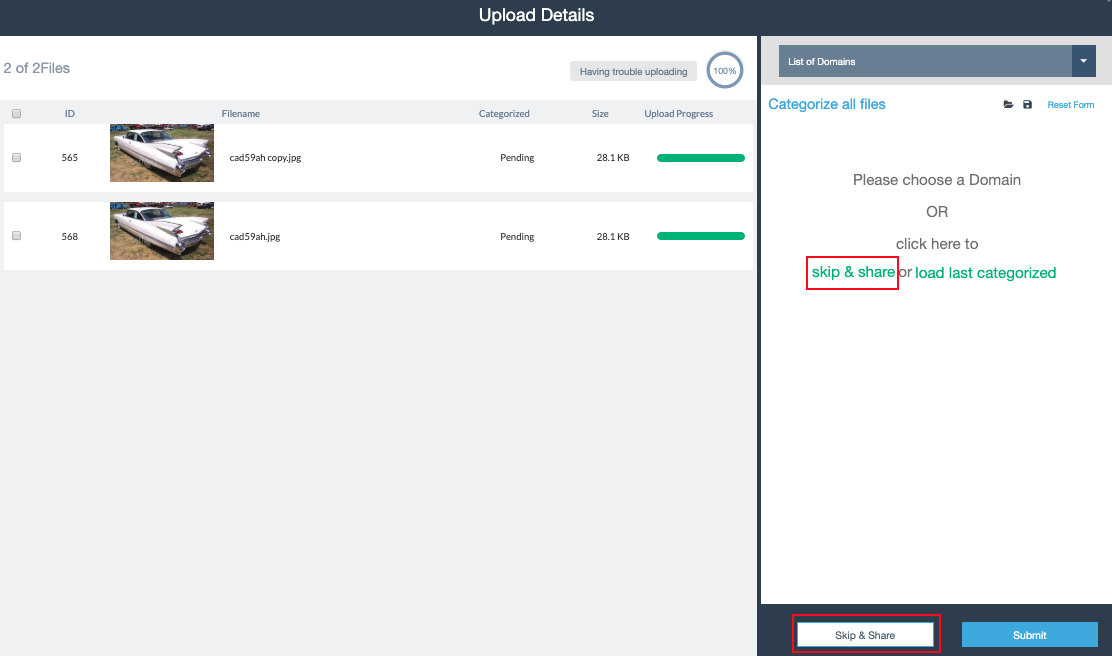 Upload Details
2 of 2Files
Having trouble uploading
100%
ID Filename Categorized Size Upload Progress
565 cad59ah copy.jpg Pending 28.1 KB
568 cad59ah.jpg Pending 28.1 KB
List of Domains
Categorize all files
Reset Form
Please choose a Domain
OR
click here to
skip & share or load last categorized
Skip & Share
Submit